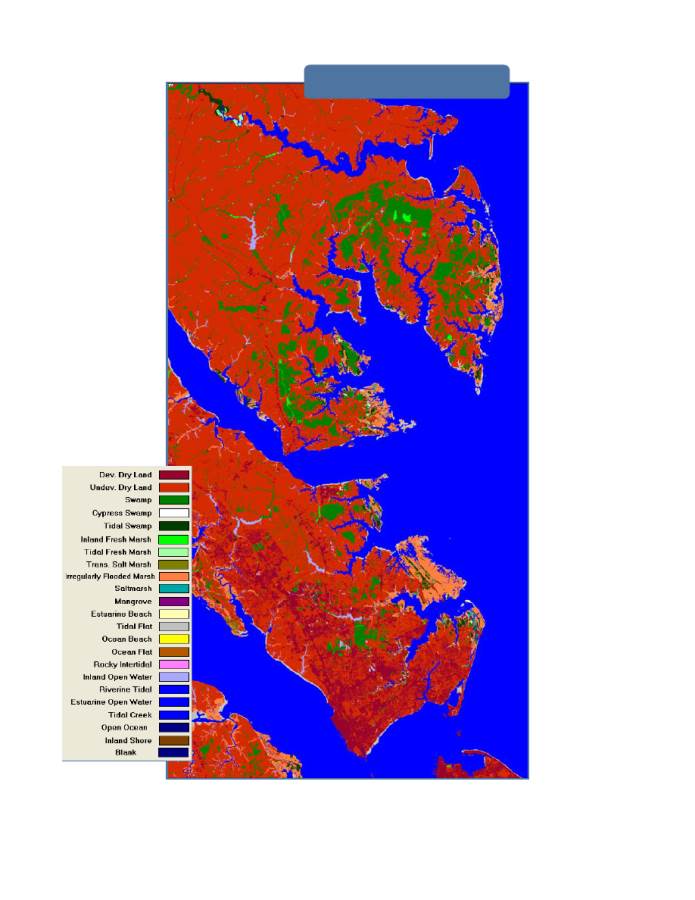 Dev. Dry Land
Undev. Dry Land
Swamp
Cypress Swamp
Tidal Swamp
Inland Fresh Marsh
Tidal Fresh Marsh
Trans. Salt Marsh
Irregularly Flooded Marsh
Saltmarsh
Mangrove
Estuarine Beach
Tidal Flat
Ocean Beach
Ocean Flat
Rocky Intertidal
Inland Open Water
Riverine Tidal
Estuarine Open Water
Tidal Creek
Open Ocean
Inland Shore
Blank